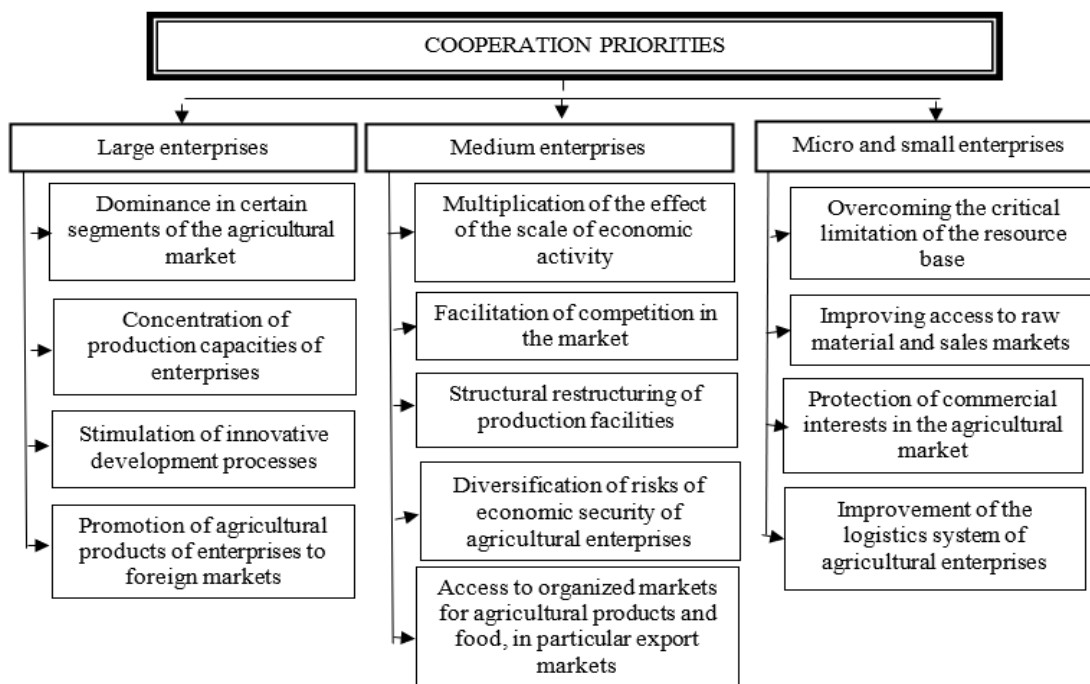 COOPERATION PRIORITIES
Large enterprises
Dominance in certain
segments of the agricultural
market
Concentration of
production capacities of
enterprises
Stimulation of innovative
development processes
Promotion of agricultural
products of enterprises to
foreign markets
Medium enterprises
Multiplication of the effect
of the scale of economic
activity
Facilitation of competition in
the market
Structural restructuring of
production facilities
Diversification of risks of
economic security of
agricultural enterprises
Access to organized markets
for agricultural products and
food, in particular export
markets
Micro and small enterprises
Overcoming the critical
limitation of the resource
base
Improving access to raw
material and sales markets
Protection of commercial
interests in the agricultural
market
Improvement of the
logistics system of
agricultural enterprises